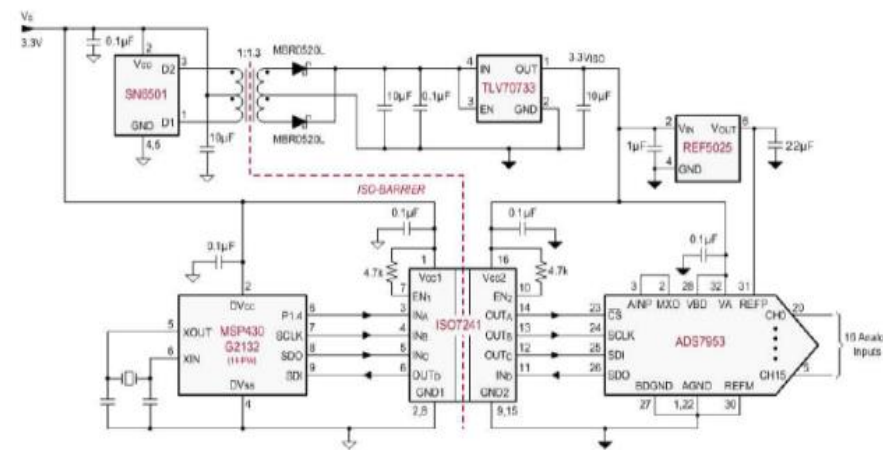 Vs
3.3V
0.1µF
2
Vcc
D2
3
SN6501
D1
1
GND
4,5
10µF
1:1.3
MBR0520L
MBR0520L
10µF
0.1µF
4
IN
OUT
1
TLV70733
3
EN
GND
2
3.3VISO
10µF
2
VIN
VOUT
6
REF5025
1µF
4
GND
22µF
ISO-BARRIER
0.1µF
2
DVcc
5
XOUT
6
XIN
MSP430
G2132
P1.4
6
SCLK
7
SDO
8
SDI
9
DVss
4
0.1µF
4.7k
1
Vcc1
7
EN1
3
INA
4
INB
5
INC
6
OUTD
GND1
2,8
ISO7241
0.1µF
4.7k
16
Vcc2
10
EN2
OUTA
14
OUTB
13
OUTC
12
IND
11
GND2
9,15
0.1µF
3
2
28
32
31
AINP
MXO
VBD
VA
REFP
23
CS
24
SCLK
25
SDI
26
SDO
ADS7953
CH0
CH15
5
16 Analog
Inputs
BDGND
AGND
REFM
27
1,22
30